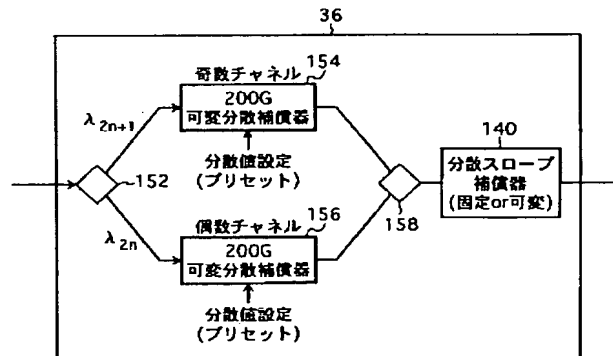 36
奇数チャネル
154
200G
可変分散補償器
λ2n+1
分散値設定
(プリセット)
152
140
分散スロープ
補償器
(固定or可変)
158
偶数チャネル
156
λ2n
200G
可変分散補償器
分散値設定
(プリセット)